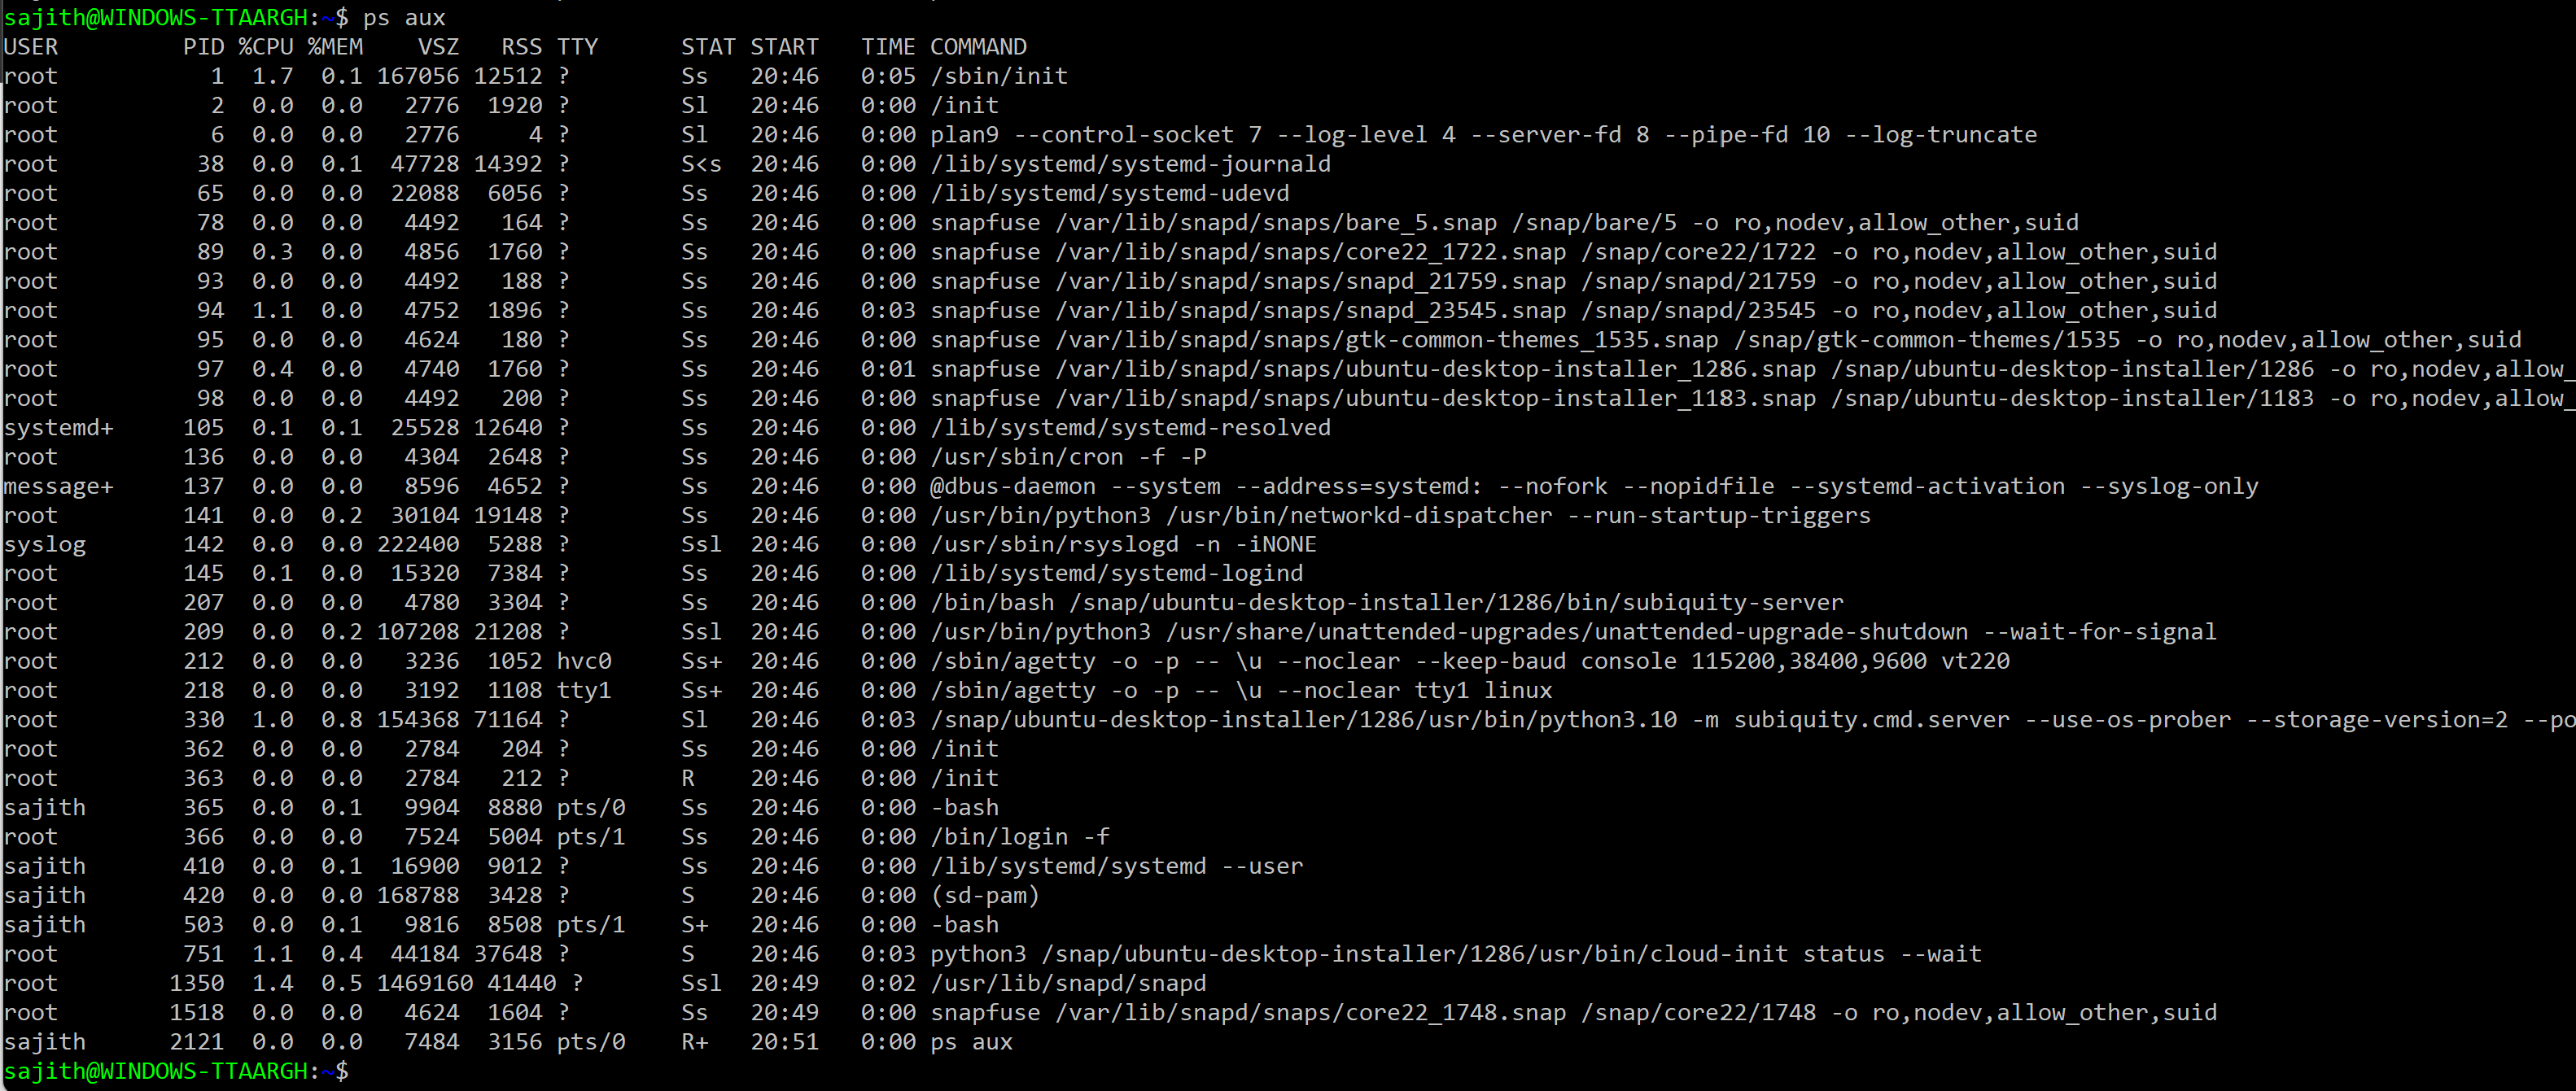 sajith@WINDOWS-TTAARGH:~$ ps aux
USER         PID %CPU %MEM    VSZ   RSS TTY      STAT START   TIME COMMAND
root           1  1.7  0.1 167056 12512 ?        Ss   20:46   0:05 /sbin/init
root           2  0.0  0.0   2776  1920 ?        Sl   20:46   0:00 /init
root           6  0.0  0.0   2776     4 ?        Sl   20:46   0:00 plan9 --control-socket 7 --log-level 4 --server-fd 8 --pipe-fd 10 --log-truncate
root          38  0.0  0.1  47728 14392 ?        S<s  20:46   0:00 /lib/systemd/systemd-journald
root          65  0.0  0.0  22088  6056 ?        Ss   20:46   0:00 /lib/systemd/systemd-udevd
root          78  0.0  0.0   4492   164 ?        Ss   20:46   0:00 snapfuse /var/lib/snapd/snaps/bare_5.snap /snap/bare/5 -o ro,nodev,allow_other,suid
root          89  0.3  0.0   4856  1760 ?        Ss   20:46   0:00 snapfuse /var/lib/snapd/snaps/core22_1722.snap /snap/core22/1722 -o ro,nodev,allow_other,suid
root          93  0.0  0.0   4492   188 ?        Ss   20:46   0:00 snapfuse /var/lib/snapd/snaps/snapd_21759.snap /snap/snapd/21759 -o ro,nodev,allow_other,suid
root          94  1.1  0.0   4752  1896 ?        Ss   20:46   0:03 snapfuse /var/lib/snapd/snaps/snapd_23545.snap /snap/snapd/23545 -o ro,nodev,allow_other,suid
root          95  0.0  0.0   4624   180 ?        Ss   20:46   0:00 snapfuse /var/lib/snapd/snaps/gtk-common-themes_1535.snap /snap/gtk-common-themes/1535 -o ro,nodev,allow_other,suid
root          97  0.4  0.0   4740  1760 ?        Ss   20:46   0:01 snapfuse /var/lib/snapd/snaps/ubuntu-desktop-installer_1286.snap /snap/ubuntu-desktop-installer/1286 -o ro,nodev,allow_
root          98  0.0  0.0   4492   200 ?        Ss   20:46   0:00 snapfuse /var/lib/snapd/snaps/ubuntu-desktop-installer_1183.snap /snap/ubuntu-desktop-installer/1183 -o ro,nodev,allow_
systemd+     105  0.1  0.1  25528 12640 ?        Ss   20:46   0:00 /lib/systemd/systemd-resolved
root         136  0.0  0.0   4304  2648 ?        Ss   20:46   0:00 /usr/sbin/cron -f -P
message+     137  0.0  0.0   8596  4652 ?        Ss   20:46   0:00 @dbus-daemon --system --address=systemd: --nofork --nopidfile --systemd-activation --syslog-only
root         141  0.0  0.2  30104 19148 ?        Ss   20:46   0:00 /usr/bin/python3 /usr/bin/networkd-dispatcher --run-startup-triggers
syslog       142  0.0  0.0 222400  5288 ?        Ssl  20:46   0:00 /usr/sbin/rsyslogd -n -iNONE
root         145  0.1  0.0  15320  7384 ?        Ss   20:46   0:00 /lib/systemd/systemd-logind
root         207  0.0  0.0   4780  3304 ?        Ss   20:46   0:00 /bin/bash /snap/ubuntu-desktop-installer/1286/bin/subiquity-server
root         209  0.0  0.2 107208 21208 ?        Ssl  20:46   0:00 /usr/bin/python3 /usr/share/unattended-upgrades/unattended-upgrade-shutdown --wait-for-signal
root         212  0.0  0.0   3236  1052 hvc0     Ss+  20:46   0:00 /sbin/agetty -o -p -- \u --noclear --keep-baud console 115200,38400,9600 vt220
root         218  0.0  0.0   3192  1108 tty1     Ss+  20:46   0:00 /sbin/agetty -o -p -- \u --noclear tty1 linux
root         330  1.0  0.8 154368 71164 ?        Sl   20:46   0:03 /snap/ubuntu-desktop-installer/1286/usr/bin/python3.10 -m subiquity.cmd.server --use-os-prober --storage-version=2 --po
root         362  0.0  0.0   2784   204 ?        Ss   20:46   0:00 /init
root         363  0.0  0.0   2784   212 ?        R    20:46   0:00 /init
sajith       365  0.0  0.1   9904  8880 pts/0    Ss   20:46   0:00 -bash
root         366  0.0  0.0   7524  5004 pts/1    Ss   20:46   0:00 /bin/login -f
sajith       410  0.0  0.1  16900  9012 ?        Ss   20:46   0:00 /lib/systemd/systemd --user
sajith       420  0.0  0.0 168788  3428 ?        S    20:46   0:00 (sd-pam)
sajith       503  0.0  0.1   9816  8508 pts/1    S+   20:46   0:00 -bash
root         751  1.1  0.4  44184 37648 ?        S    20:46   0:03 python3 /snap/ubuntu-desktop-installer/1286/usr/bin/cloud-init status --wait
root        1350  1.4  0.5 1469160 41440 ?       Ssl  20:49   0:02 /usr/lib/snapd/snapd
root        1518  0.0  0.0   4624  1604 ?        Ss   20:49   0:00 snapfuse /var/lib/snapd/snaps/core22_1748.snap /snap/core22/1748 -o ro,nodev,allow_other,suid
sajith      2121  0.0  0.0   7484  3156 pts/0    R+   20:51   0:00 ps aux
sajith@WINDOWS-TTAARGH:~$